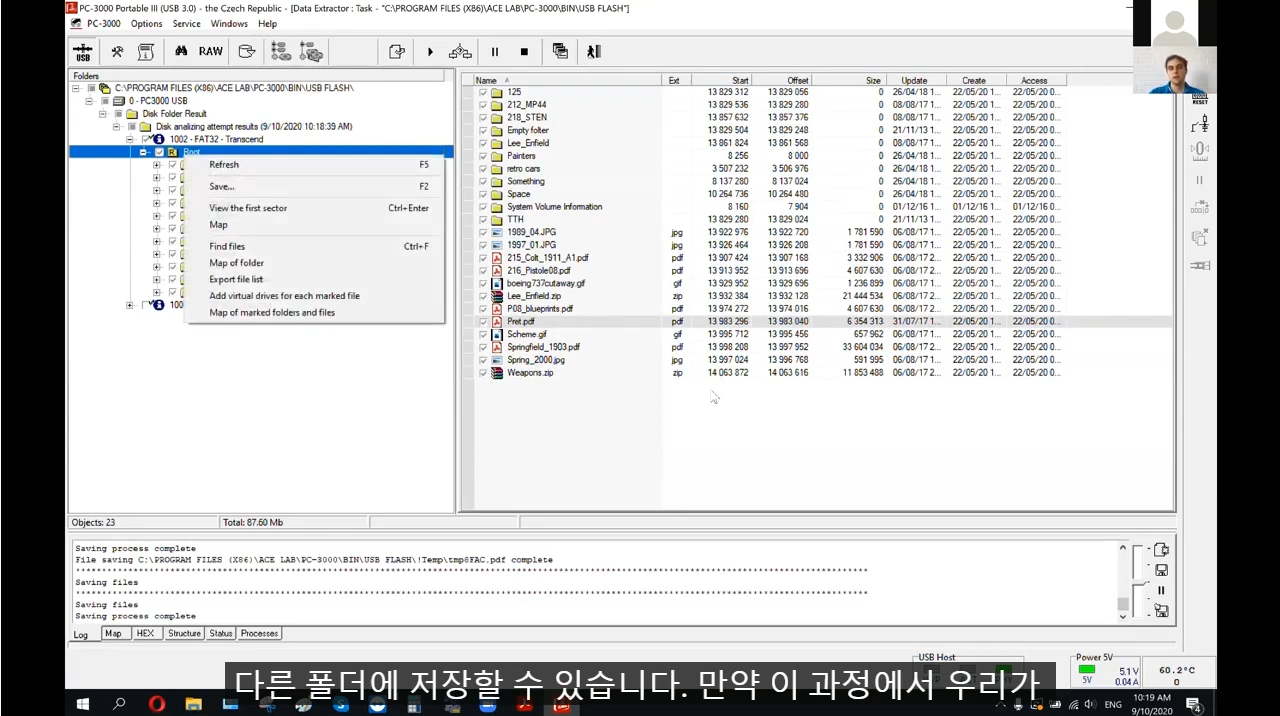 PC-3000 Portable III (USB 3.0) - the Czech Republic - [Data Extractor : Task - "C:\PROGRAM FILES (X86)\ACE LAB\PC-3000\BIN\USB FLASH\"]
PC-3000 Options Service Windows Help
USB RAW
RESET
Folders
C:\PROGRAM FILES (X86)\ACE LAB\PC-3000\BIN\USB FLASH\
0 - PC3000 USB
Disk Folder Result
Disk analizing attempt results (9/10/2020 10:18:39 AM)
1002 - FAT32 - Transcend
Root
Refresh F5
Save... F2
View the first sector Ctrl+Enter
Map
Find files Ctrl+F
Map of folder
Export file list
Add virtual drives for each marked file
Map of marked folders and files
Name Ext Start Offset Size Update Create Access
125 13 829 312 13 829 056 0 26/04/18 1... 22/05/20 1... 22/05/20 0...
212_MP44 13 829 536 13 829 280 0 08/08/17 1... 22/05/20 1... 22/05/20 0...
218_STEN 13 857 632 13 857 376 0 08/08/17 2... 22/05/20 1... 22/05/20 0...
Empty folter 13 829 504 13 829 248 0 21/11/13 1... 22/05/20 1... 22/05/20 0...
Lee_Enfield 13 861 824 13 861 568 0 08/08/17 1... 22/05/20 1... 22/05/20 0...
Painters 8 256 8 000 0 26/04/18 1... 22/05/20 1... 22/05/20 0...
retro cars 3 507 232 3 506 976 0 26/04/18 1... 22/05/20 1... 22/05/20 0...
Something 8 137 280 8 137 024 0 26/04/18 1... 22/05/20 1... 22/05/20 0...
Space 10 264 736 10 264 480 0 26/04/18 1... 22/05/20 1... 22/05/20 0...
System Volume Information 8 160 7 904 0 01/12/16 1... 01/12/16 1... 01/12/16 0...
TTH 13 829 280 13 829 024 0 21/11/13 1... 22/05/20 1... 22/05/20 0...
1989_04.JPG jpg 13 922 976 13 922 720 1 781 590 06/08/17 1... 22/05/20 1... 22/05/20 0...
1997_01.JPG jpg 13 926 464 13 926 208 1 781 590 06/08/17 1... 22/05/20 1... 22/05/20 0...
215_Colt_1911_A1.pdf pdf 13 907 424 13 907 168 3 332 906 06/08/17 2... 22/05/20 1... 22/05/20 0...
216_Pistole08.pdf pdf 13 913 952 13 913 696 4 607 630 06/08/17 1... 22/05/20 1... 22/05/20 0...
boeing737cutaway.gif gif 13 929 952 13 929 696 1 236 899 06/08/17 1... 22/05/20 1... 22/05/20 0...
Lee_Enfield.zip zip 13 932 384 13 932 128 21 444 534 06/08/17 2... 22/05/20 1... 22/05/20 0...
P08_blueprints.pdf pdf 13 974 272 13 974 016 4 607 630 06/08/17 2... 22/05/20 1... 22/05/20 0...
Pret.pdf pdf 13 983 296 13 983 040 6 354 313 31/07/17 1... 22/05/20 1... 22/05/20 0...
Scheme.gif gif 13 995 712 13 995 456 657 962 06/08/17 1... 22/05/20 1... 22/05/20 0...
Springfield_1903.pdf pdf 13 998 208 13 997 952 33 604 034 06/08/17 2... 22/05/20 1... 22/05/20 0...
Spring_2000.jpg jpg 13 997 024 13 996 768 591 995 06/08/17 1... 22/05/20 1... 22/05/20 0...
Weapons.zip zip 14 063 872 14 063 616 11 853 488 06/08/17 2... 22/05/20 1... 22/05/20 0...
Objects: 23 Total: 87.60 Mb
Saving process complete
File saving C:\PROGRAM FILES (X86)\ACE LAB\PC-3000\BIN\USB FLASH\!Temp\tmp8FAC.pdf complete
Saving files
Saving files
Saving process complete
Log Map HEX Structure Status Processes
USB Host Power 5V
5V 5.1V 0.04 A 60.2°C 0
다른 폴더에 저장할 수 있습니다. 만약 이 과정에서 우리가
ENG 10:19 AM
9/10/2020 4